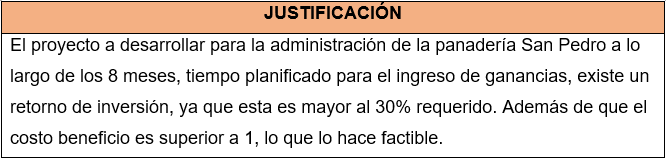 JUSTIFICACIÓN
El proyecto a desarrollar para la administración de la panadería San Pedro a lo
largo de los 8 meses, tiempo planificado para el ingreso de ganancias, existe un
retorno de inversión, ya que esta es mayor al 30% requerido. Además de que el
costo beneficio es superior a 1, lo que lo hace factible.